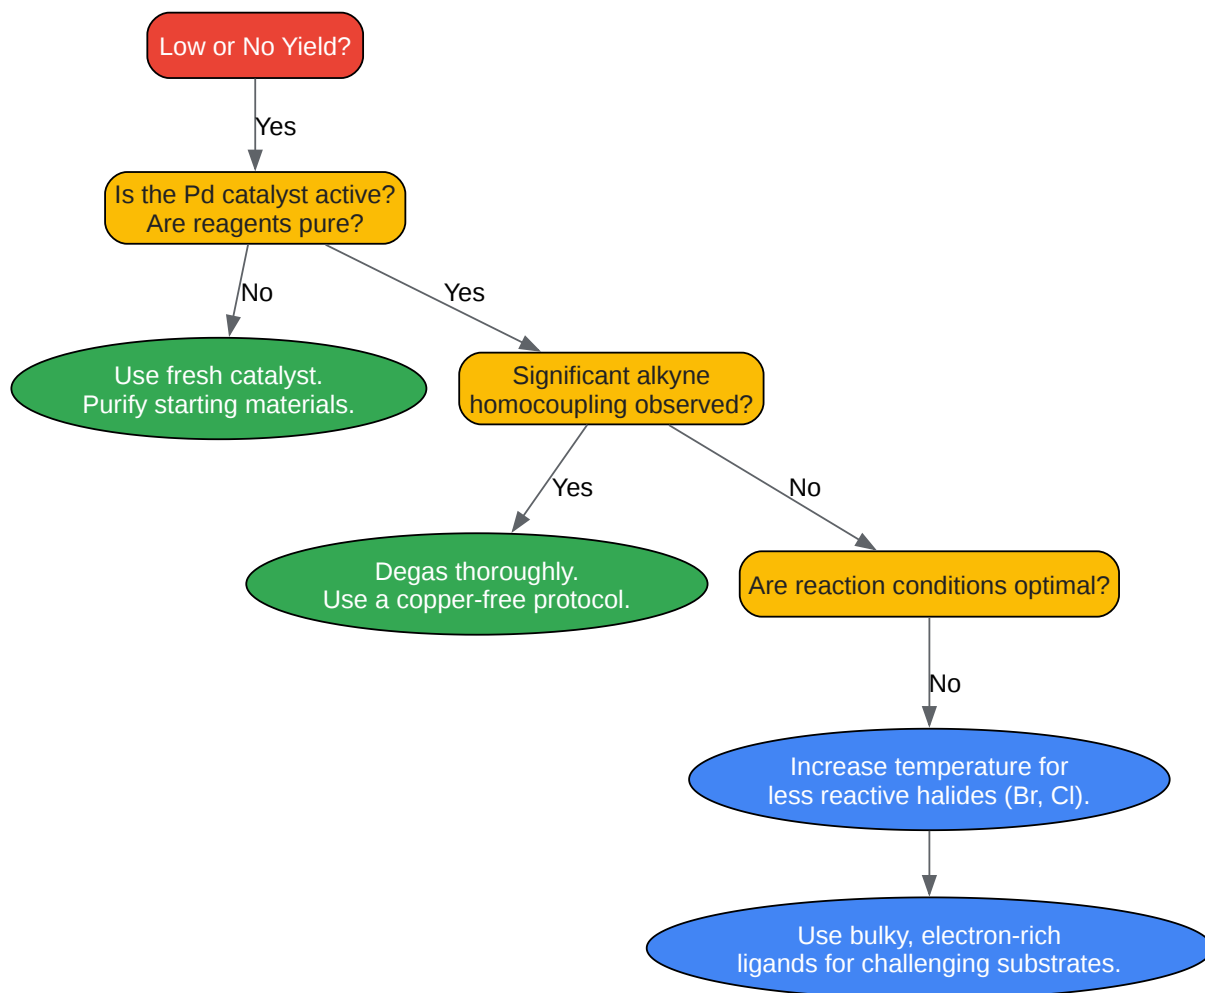 Low or No Yield?
Yes
Is the Pd catalyst active?
Are reagents pure?
No
Yes
Use fresh catalyst.
Purify starting materials.
Significant alkyne
homocoupling observed?
Yes
No
Degas thoroughly.
Use a copper-free protocol.
Are reaction conditions optimal?
No
Increase temperature for
less reactive halides (Br, Cl).
Use bulky, electron-rich
ligands for challenging substrates.